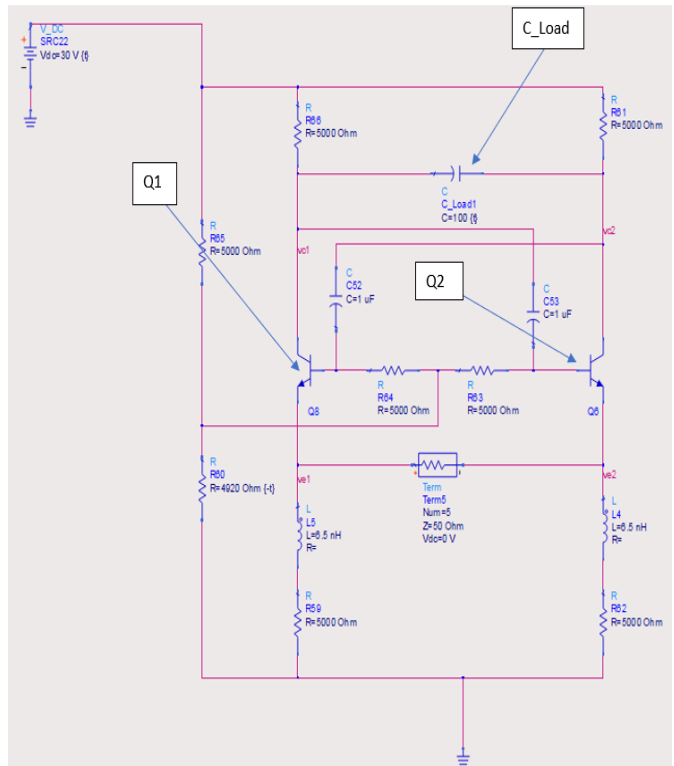 V_DC
SRC22
Vdc=30 V {t}
C_Load
R
R66
R=5000 Ohm
R
R61
R=5000 Ohm
Q1
C
C_Load1
C=100 {t}
R
R65
R=5000 Ohm
vc1
vc2
C
C52
C=1 uF
Q2
C
C53
C=1 uF
R
R64
R=5000 Ohm
R
R63
R=5000 Ohm
Q8
Q6
R
R60
R=4920 Ohm {-t}
ve1
ve2
Term
Term5
Num=5
Z=50 Ohm
Vdc=0 V
L
L5
L=6.5 nH
R=
L
L4
L=6.5 nH
R=
R
R59
R=5000 Ohm
R
R62
R=5000 Ohm